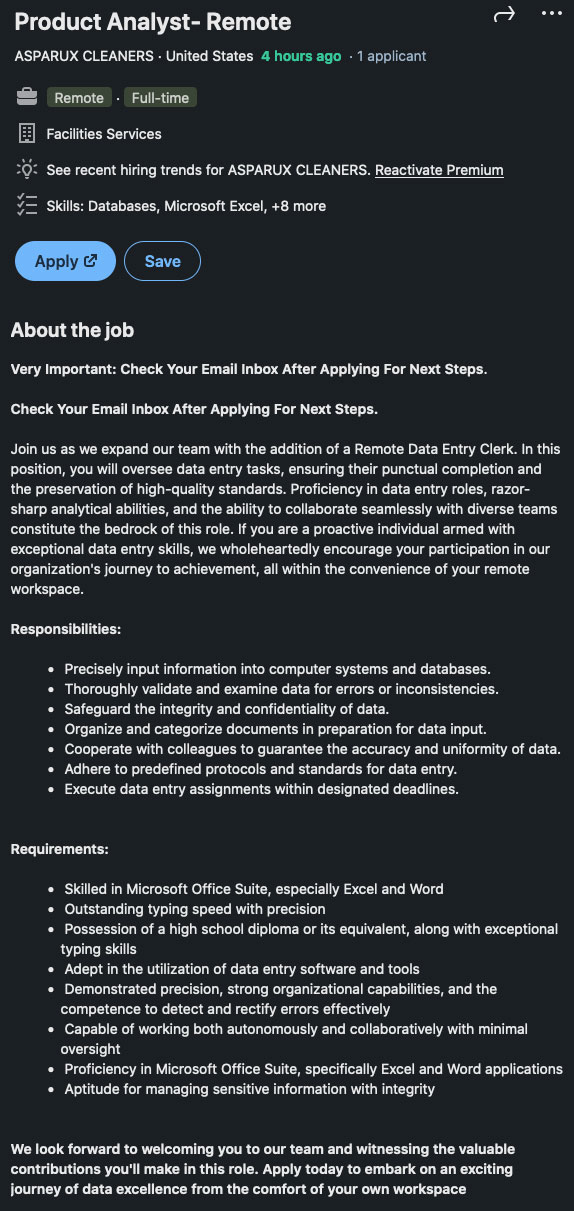 Product Analyst- Remote
ASPARUX CLEANERS · United States 4 hours ago · 1 applicant
Remote · Full-time
Facilities Services
See recent hiring trends for ASPARUX CLEANERS. Reactivate Premium
Skills: Databases, Microsoft Excel, +8 more
Apply Save
About the job
Very Important: Check Your Email Inbox After Applying For Next Steps.
Check Your Email Inbox After Applying For Next Steps.
Join us as we expand our team with the addition of a Remote Data Entry Clerk. In this
position, you will oversee data entry tasks, ensuring their punctual completion and
the preservation of high-quality standards. Proficiency in data entry roles, razor-
sharp analytical abilities, and the ability to collaborate seamlessly with diverse teams
constitute the bedrock of this role. If you are a proactive individual armed with
exceptional data entry skills, we wholeheartedly encourage your participation in our
organization's journey to achievement, all within the convenience of your remote
workspace.
Responsibilities:
• Precisely input information into computer systems and databases.
• Thoroughly validate and examine data for errors or inconsistencies.
• Safeguard the integrity and confidentiality of data.
• Organize and categorize documents in preparation for data input.
• Cooperate with colleagues to guarantee the accuracy and uniformity of data.
• Adhere to predefined protocols and standards for data entry.
• Execute data entry assignments within designated deadlines.
Requirements:
• Skilled in Microsoft Office Suite, especially Excel and Word
• Outstanding typing speed with precision
• Possession of a high school diploma or its equivalent, along with exceptional
typing skills
• Adept in the utilization of data entry software and tools
• Demonstrated precision, strong organizational capabilities, and the
competence to detect and rectify errors effectively
• Capable of working both autonomously and collaboratively with minimal
oversight
• Proficiency in Microsoft Office Suite, specifically Excel and Word applications
• Aptitude for managing sensitive information with integrity
We look forward to welcoming you to our team and witnessing the valuable
contributions you'll make in this role. Apply today to embark on an exciting
journey of data excellence from the comfort of your own workspace